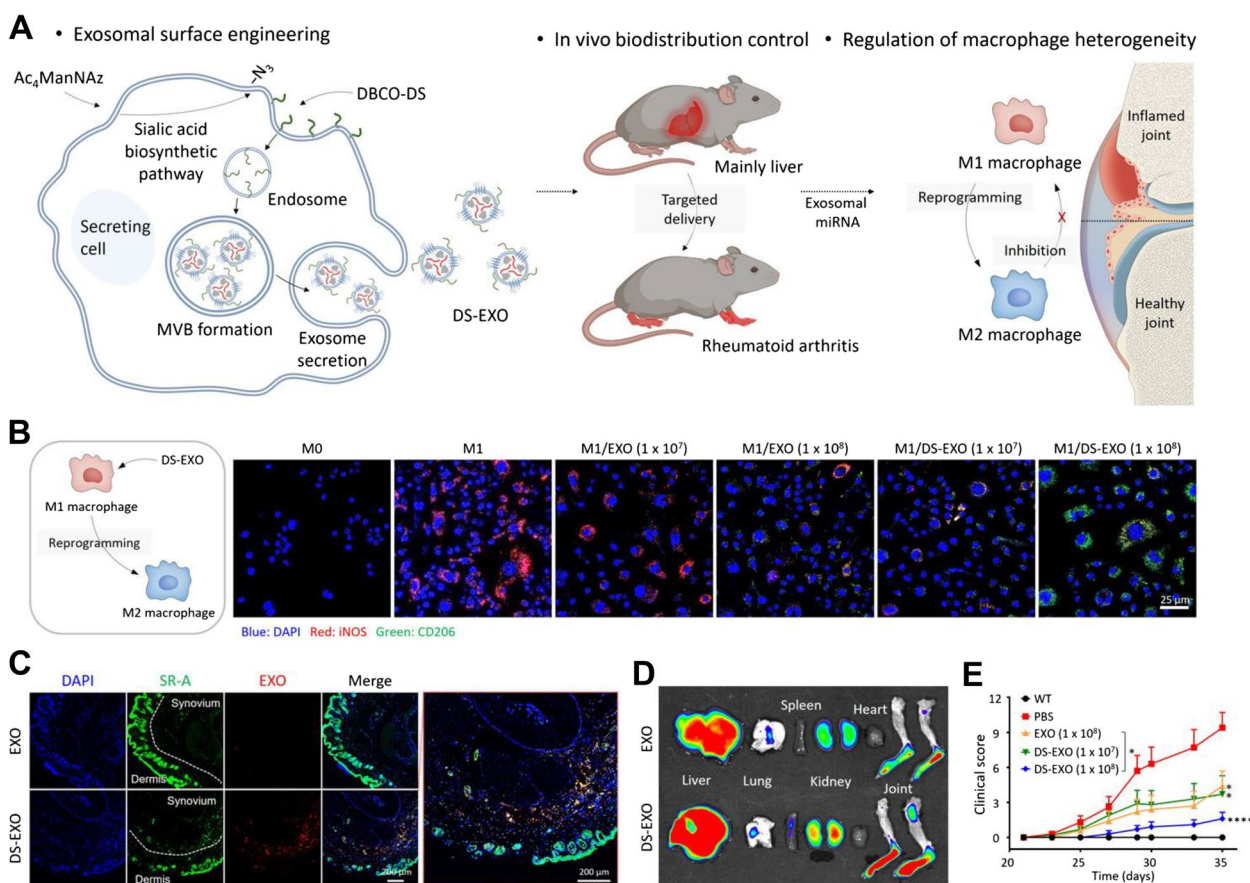 A
• Exosomal surface engineering
• In vivo biodistribution control
• Regulation of macrophage heterogeneity
Ac₄ManNAz
–N₃
DBCO-DS
Sialic acid
biosynthetic
pathway
Endosome
Secreting
cell
MVB formation
Exosome
secretion
DS-EXO
Mainly liver
Targeted
delivery
Rheumatoid arthritis
Exosomal
miRNA
M1 macrophage
Reprogramming
X
Inhibition
M2 macrophage
Inflamed
joint
Healthy
joint
B
DS-EXO
M1 macrophage
Reprogramming
M2 macrophage
M0
M1
M1/EXO (1 x 10⁷)
M1/EXO (1 x 10⁸)
M1/DS-EXO (1 x 10⁷)
M1/DS-EXO (1 x 10⁸)
25 µm
Blue: DAPI Red: iNOS Green: CD206
C
DAPI
SR-A
EXO
Merge
EXO
Synovium
Dermis
DS-EXO
Synovium
Dermis
200 µm
200 µm
D
EXO
Spleen
Heart
Liver
Lung
Kidney
Joint
DS-EXO
E
WT
PBS
EXO (1 x 10⁸)
DS-EXO (1 x 10⁷)
DS-EXO (1 x 10⁸)
*
Clinical score
12
9
6
3
0
*
*
****
20
25
30
35
Time (days)